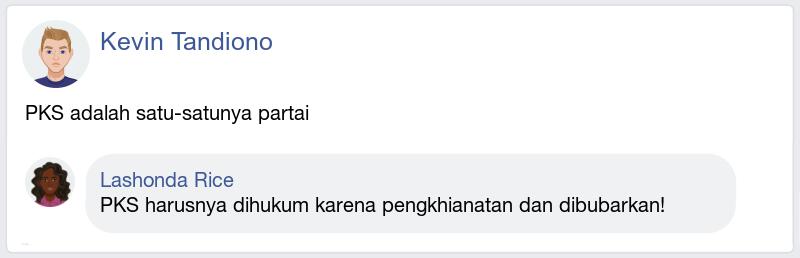 Kevin Tandiono
PKS adalah satu-satunya partai
Lashonda Rice
PKS harusnya dihukum karena pengkhianatan dan dibubarkan!